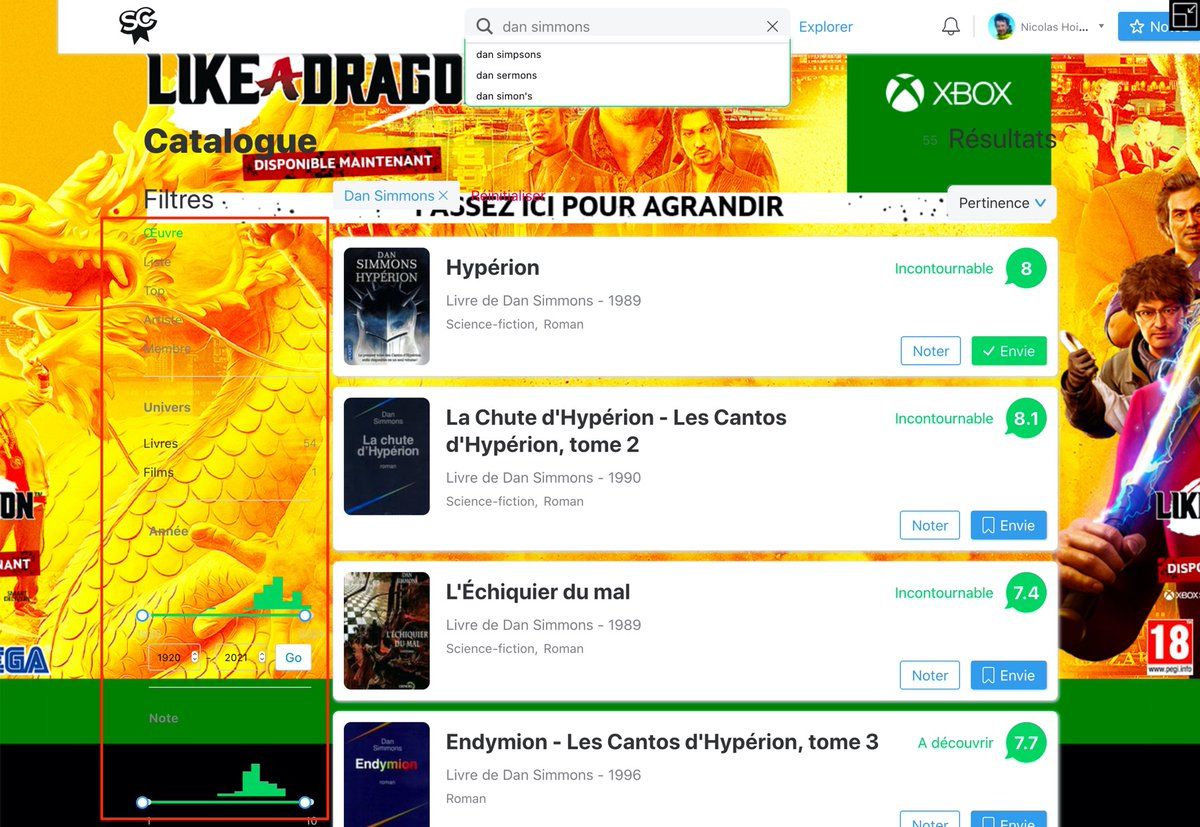 SC
dan simmons
Explorer
Nicolas Hoi...
dan simpsons
dan sermons
dan simon's
LIKE A DRAGO
XBOX
Catalogue
55 Résultats
DISPONIBLE MAINTENANT
Filtres
Dan Simmons
Réinitialiser
PASSEZ ICI POUR AGRANDIR
Pertinence
Œuvre
Liste
Top
Artiste
Membre
Univers
Livres 54
Films 1
Année
1920 - 2021 Go
Note
1 10
DAN
SIMMONS
HYPÉRION
Hypérion
Incontournable 8
Livre de Dan Simmons - 1989
Science-fiction, Roman
Noter
Envie
Dan
Simmons
La chute
d'Hypérion
roman
La Chute d'Hypérion - Les Cantos
d'Hypérion, tome 2
Incontournable 8.1
Livre de Dan Simmons - 1990
Science-fiction, Roman
Noter
Envie
L'ÉCHIQUIER
DU MAL
L'Échiquier du mal
Incontournable 7.4
Livre de Dan Simmons - 1989
Science-fiction, Roman
Noter
Envie
Dan
Simmons
Endymion
roman
Endymion - Les Cantos d'Hypérion, tome 3
A découvrir 7.7
Livre de Dan Simmons - 1996
Roman
Noter
Envie
ON
NANT
EGA
LIK
DISPO
XBOX
18
www.pegi.info